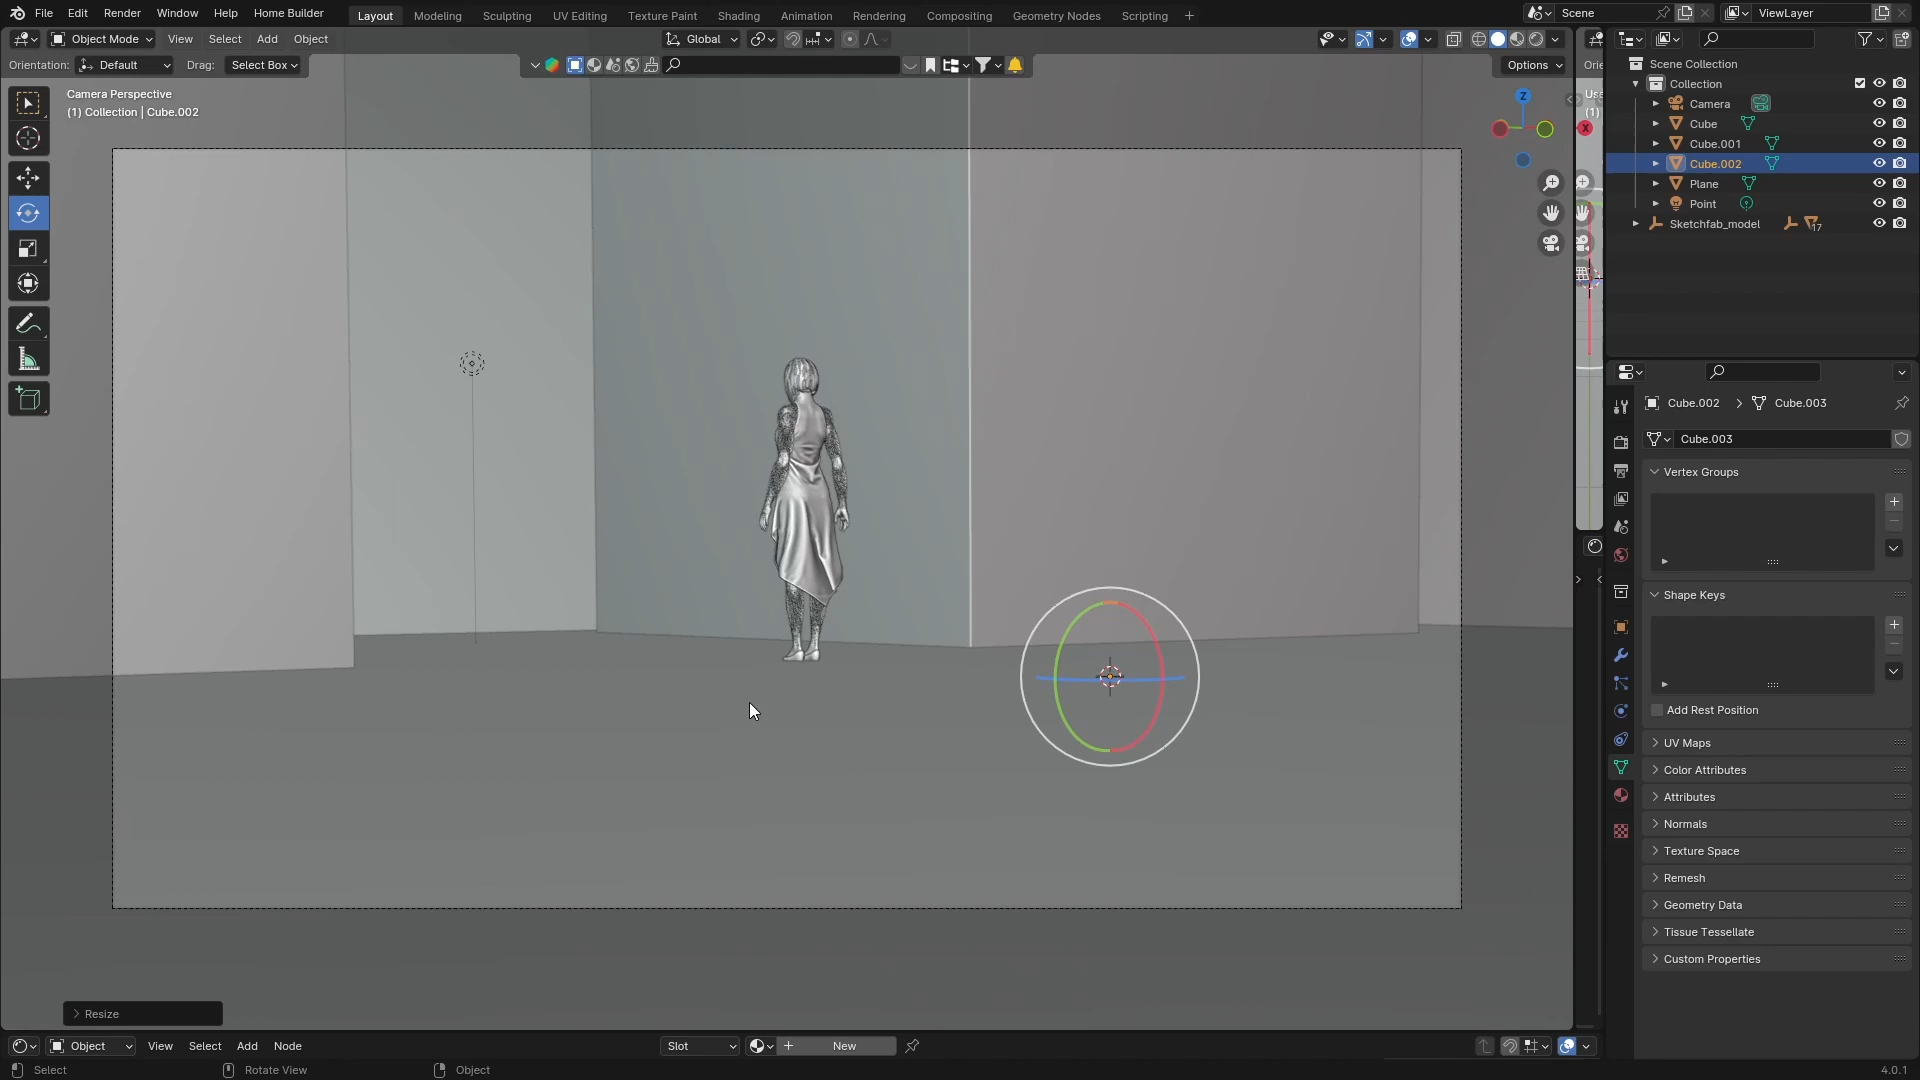 File Edit Render Window Help Home Builder Layout Modeling Sculpting UV Editing Texture Paint Shading Animation Rendering Compositing Geometry Nodes Scripting + Scene ViewLayer
Object Mode View Select Add Object Global
Orientation: Default Drag: Select Box Options
Scene Collection
Collection
Camera
Cube
Cube.001
Cube.002
Plane
Point
Sketchfab_model 17
Camera Perspective
(1) Collection | Cube.002
Z
X
Use
(1)
Cube.002 > Cube.003
Cube.003
Vertex Groups
Shape Keys
Add Rest Position
UV Maps
Color Attributes
Attributes
Normals
Texture Space
Remesh
Geometry Data
Tissue Tessellate
Custom Properties
Resize
Object View Select Add Node Slot New
Select Rotate View Object 4.0.1